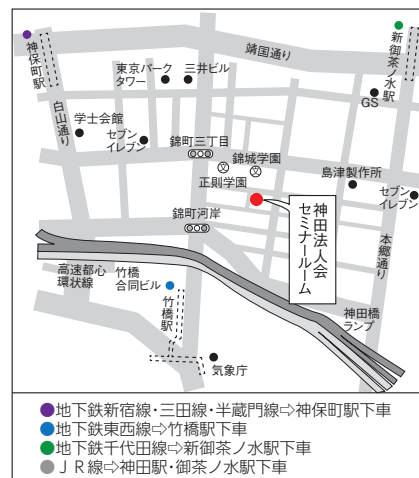 神保町駅
靖国通り
新御茶ノ水駅
東京パーク
タワー
三井ビル
白山通り
GS
学士会館
セブン
イレブン
錦町三丁目
錦城学園
文
文
正則学園
島津製作所
セブン
イレブン
錦町河岸
神田法人会
セミナールーム
本郷通り
高速都心
環状線
竹橋
合同ビル
竹橋駅
神田橋
ランプ
気象庁
●地下鉄新宿線・三田線・半蔵門線⇨神保町駅下車
●地下鉄東西線⇨竹橋駅下車
●地下鉄千代田線⇨新御茶ノ水駅下車
●ＪＲ線⇨神田駅・御茶ノ水駅下車